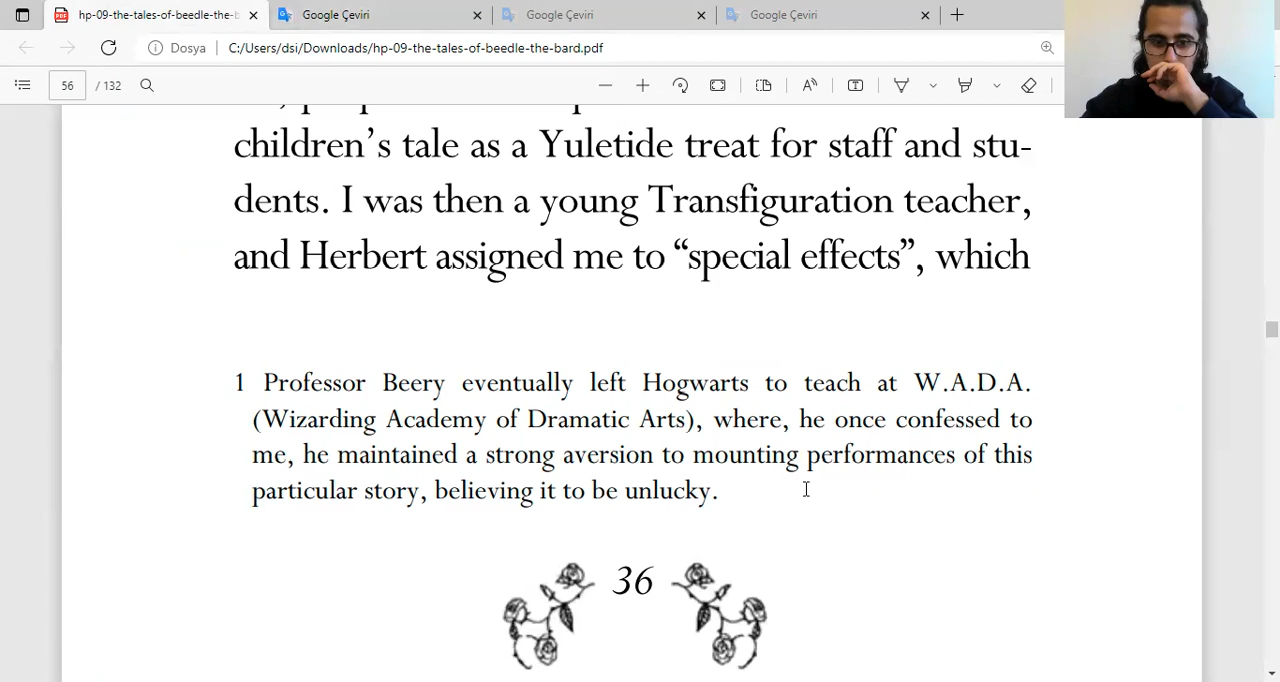 hp-09-the-tales-of-beedle-the-b
Google Çeviri
Google Çeviri
Google Çeviri
Dosya
C:/Users/dsi/Downloads/hp-09-the-tales-of-beedle-the-bard.pdf
56 / 132
children’s tale as a Yuletide treat for staff and stu-
dents. I was then a young Transfiguration teacher,
and Herbert assigned me to “special effects”, which
1 Professor Beery eventually left Hogwarts to teach at W.A.D.A.
(Wizarding Academy of Dramatic Arts), where, he once confessed to
me, he maintained a strong aversion to mounting performances of this
particular story, believing it to be unlucky.
36